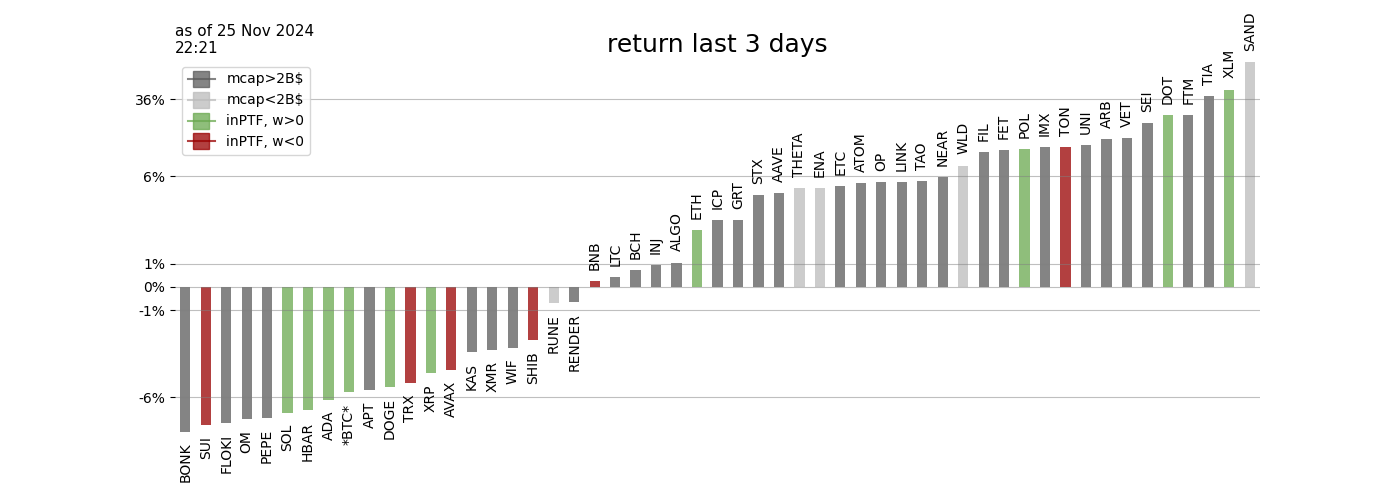 as of 25 Nov 2024
22:21
return last 3 days
mcap>2B$
mcap<2B$
inPTF, w>0
inPTF, w<0
36%
6%
1%
0%
-1%
-6%
BONK
SUI
FLOKI
OM
PEPE
SOL
HBAR
ADA
*BTC*
APT
DOGE
TRX
XRP
AVAX
KAS
XMR
WIF
SHIB
RUNE
RENDER
BNB
LTC
BCH
INJ
ALGO
ETH
ICP
GRT
STX
AAVE
THETA
ENA
ETC
ATOM
OP
LINK
TAO
NEAR
WLD
FIL
FET
POL
IMX
TON
UNI
ARB
VET
SEI
DOT
FTM
TIA
XLM
SAND